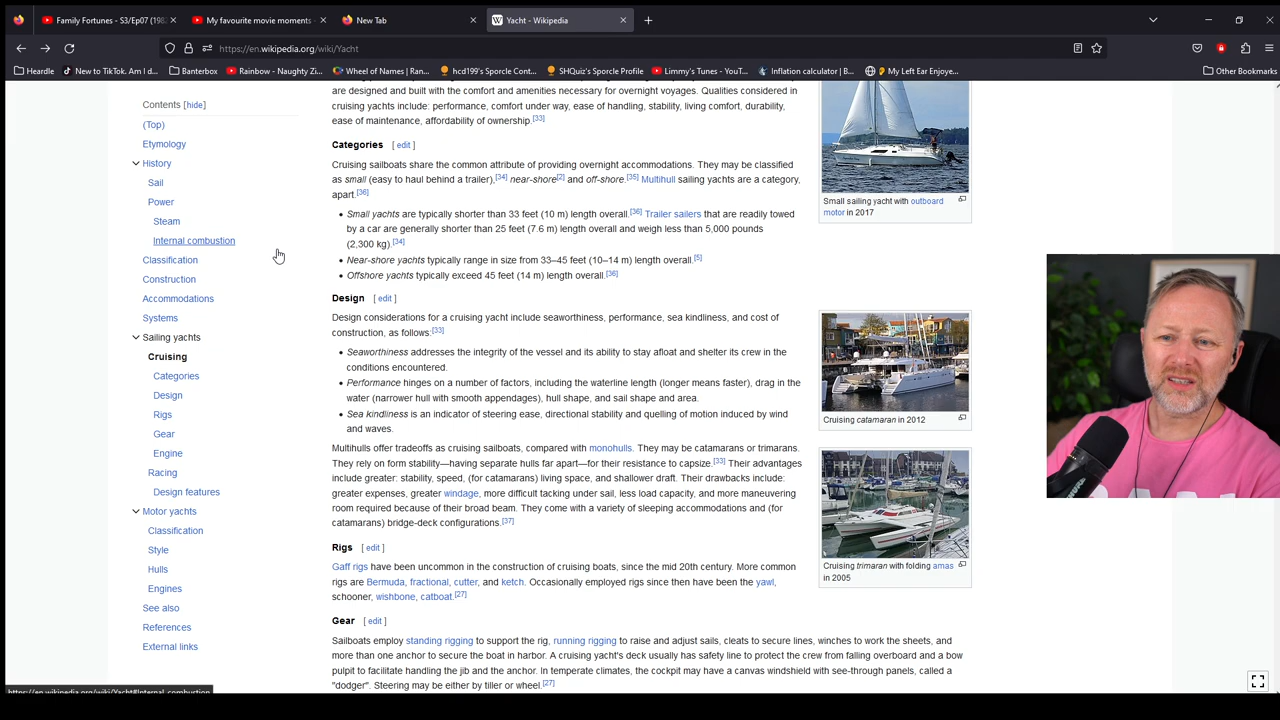 Family Fortunes - S3/Ep07 (198
My favourite movie moments -
New Tab
Yacht - Wikipedia
https://en.wikipedia.org/wiki/Yacht
Heardle
New to TikTok, Am I d...
Banterbox
Rainbow - Naughty Zi...
Wheel of Names | Ran...
hcd199's Sporcle Cont...
SHQuiz's Sporcle Profile
Limmy's Tunes - YouT...
Inflation calculator | B...
My Left Ear Enjoye...
Other Bookmarks
Contents [hide]
(Top)
Etymology
History
Sail
Power
Steam
Internal combustion
Classification
Construction
Accommodations
Systems
Sailing yachts
Cruising
Categories
Design
Rigs
Gear
Engine
Racing
Design features
Motor yachts
Classification
Style
Hulls
Engines
See also
References
External links
are designed and built with the comfort and amenities necessary for overnight voyages. Qualities considered in
cruising yachts include: performance, comfort under way, ease of handling, stability, living comfort, durability,
ease of maintenance, affordability of ownership.[33]
Categories [ edit ]
Cruising sailboats share the common attribute of providing overnight accommodations. They may be classified
as small (easy to haul behind a trailer),[34] near-shore[2] and off-shore.[35] Multihull sailing yachts are a category,
apart.[36]
• Small yachts are typically shorter than 33 feet (10 m) length overall.[36] Trailer sailers that are readily towed
by a car are generally shorter than 25 feet (7.6 m) length overall and weigh less than 5,000 pounds
(2,300 kg).[34]
• Near-shore yachts typically range in size from 33–45 feet (10–14 m) length overall.[5]
• Offshore yachts typically exceed 45 feet (14 m) length overall.[36]
Design [ edit ]
Design considerations for a cruising yacht include seaworthiness, performance, sea kindliness, and cost of
construction, as follows:[33]
• Seaworthiness addresses the integrity of the vessel and its ability to stay afloat and shelter its crew in the
conditions encountered.
• Performance hinges on a number of factors, including the waterline length (longer means faster), drag in the
water (narrower hull with smooth appendages), hull shape, and sail shape and area.
• Sea kindliness is an indicator of steering ease, directional stability and quelling of motion induced by wind
and waves.
Multihulls offer tradeoffs as cruising sailboats, compared with monohulls. They may be catamarans or trimarans.
They rely on form stability—having separate hulls far apart—for their resistance to capsize.[33] Their advantages
include greater: stability, speed, (for catamarans) living space, and shallower draft. Their drawbacks include:
greater expenses, greater windage, more difficult tacking under sail, less load capacity, and more maneuvering
room required because of their broad beam. They come with a variety of sleeping accommodations and (for
catamarans) bridge-deck configurations.[37]
Rigs [ edit ]
Gaff rigs have been uncommon in the construction of cruising boats, since the mid 20th century. More common
rigs are Bermuda, fractional, cutter, and ketch. Occasionally employed rigs since then have been the yawl,
schooner, wishbone, catboat.[27]
Gear [ edit ]
Sailboats employ standing rigging to support the rig, running rigging to raise and adjust sails, cleats to secure lines, winches to work the sheets, and
more than one anchor to secure the boat in harbor. A cruising yacht's deck usually has safety line to protect the crew from falling overboard and a bow
pulpit to facilitate handling the jib and the anchor. In temperate climates, the cockpit may have a canvas windshield with see-through panels, called a
"dodger". Steering may be either by tiller or wheel.[27]
Small sailing yacht with outboard
motor in 2017
Cruising catamaran in 2012
Cruising trimaran with folding amas
in 2005
https://en.wikipedia.org/wiki/Yacht#Internal_combustion